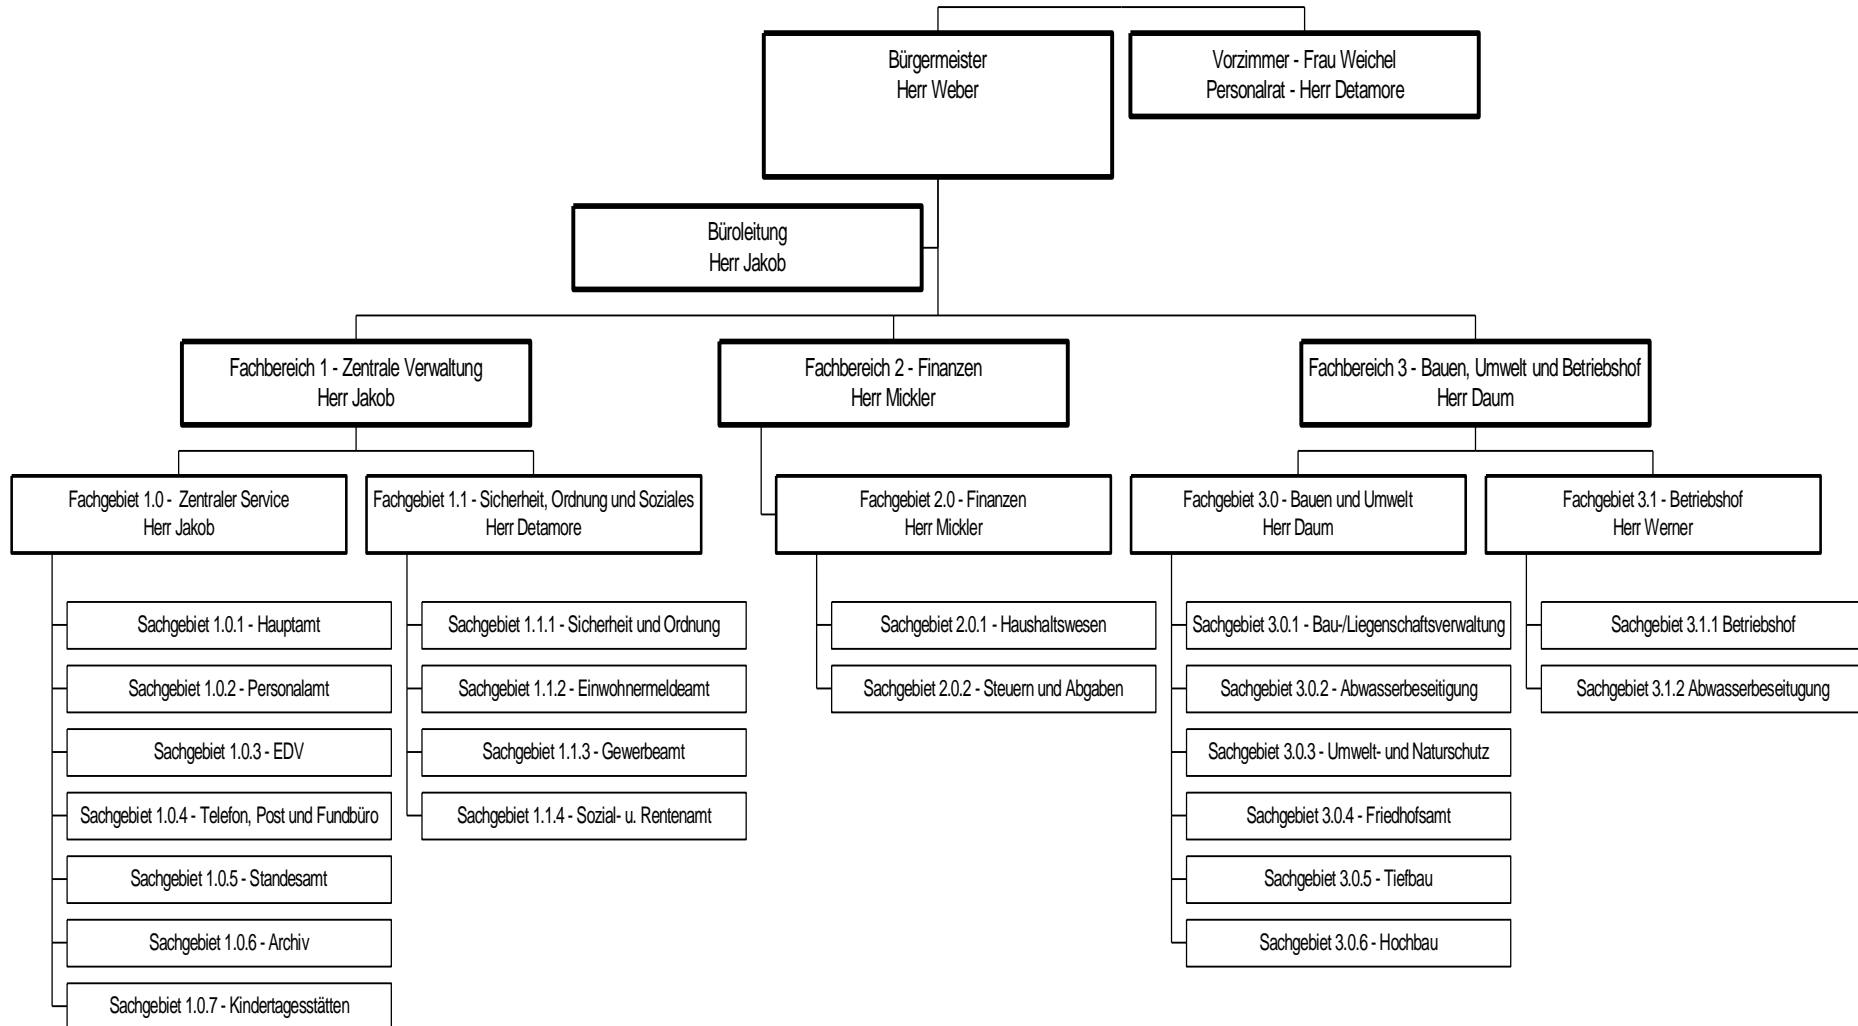 Bürgermeister
Herr Weber
Vorzimmer - Frau Weichel
Personalrat - Herr Detamore
Büroleitung
Herr Jakob
Fachbereich 1 - Zentrale Verwaltung
Herr Jakob
Fachbereich 2 - Finanzen
Herr Mickler
Fachbereich 3 - Bauen, Umwelt und Betriebshof
Herr Daum
Fachgebiet 1.0 - Zentraler Service
Herr Jakob
Fachgebiet 1.1 - Sicherheit, Ordnung und Soziales
Herr Detamore
Fachgebiet 2.0 - Finanzen
Herr Mickler
Fachgebiet 3.0 - Bauen und Umwelt
Herr Daum
Fachgebiet 3.1 - Betriebshof
Herr Werner
Sachgebiet 1.0.1 - Hauptamt
Sachgebiet 1.0.2 - Personalamt
Sachgebiet 1.0.3 - EDV
Sachgebiet 1.0.4 - Telefon, Post und Fundbüro
Sachgebiet 1.0.5 - Standesamt
Sachgebiet 1.0.6 - Archiv
Sachgebiet 1.0.7 - Kindertagesstätten
Sachgebiet 1.1.1 - Sicherheit und Ordnung
Sachgebiet 1.1.2 - Einwohnermeldeamt
Sachgebiet 1.1.3 - Gewerbeamt
Sachgebiet 1.1.4 - Sozial- u. Rentenamt
Sachgebiet 2.0.1 - Haushaltswesen
Sachgebiet 2.0.2 - Steuern und Abgaben
Sachgebiet 3.0.1 - Bau-/Liegenschaftsverwaltung
Sachgebiet 3.0.2 - Abwasserbeseitigung
Sachgebiet 3.0.3 - Umwelt- und Naturschutz
Sachgebiet 3.0.4 - Friedhofsamt
Sachgebiet 3.0.5 - Tiefbau
Sachgebiet 3.0.6 - Hochbau
Sachgebiet 3.1.1 Betriebshof
Sachgebiet 3.1.2 Abwasserbeseitugung